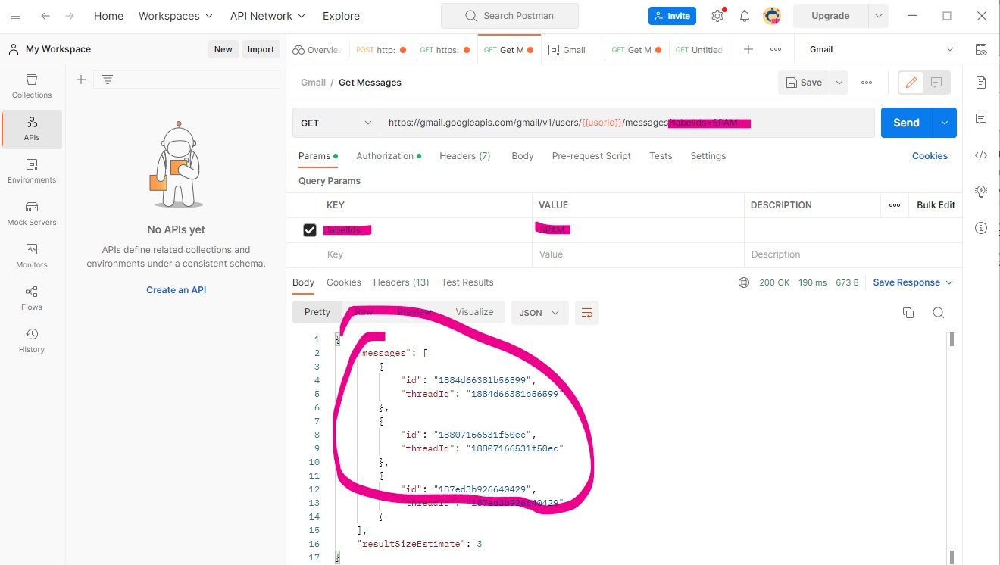 Home Workspaces API Network Explore Search Postman Invite Upgrade
My Workspace New Import Overview POST http: GET https: GET Get M Gmail GET Get M GET Untitled Gmail
Gmail / Get Messages Save
Collections
APIs
Environments
Mock Servers
Monitors
Flows
History
No APIs yet
APIs define related collections and
environments under a consistent schema.
Create an API
GET https://gmail.googleapis.com/gmail/v1/users/{{userId}}/messages?labelIds=SPAM Send
Params Authorization Headers (7) Body Pre-request Script Tests Settings Cookies
Query Params
KEY VALUE DESCRIPTION Bulk Edit
labelIds SPAM
Key Value Description
Body Cookies Headers (13) Test Results 200 OK 190 ms 673 B Save Response
Pretty Raw Preview Visualize JSON
1 {
2 "messages": [
3 {
4 "id": "1884d66381b56599",
5 "threadId": "1884d66381b56599"
6 },
7 {
8 "id": "18807166531f50ec",
9 "threadId": "18807166531f50ec"
10 },
11 {
12 "id": "187ed3b926640429",
13 "threadId": "187ed3b926640429"
14 }
15 ],
16 "resultSizeEstimate": 3
17 }